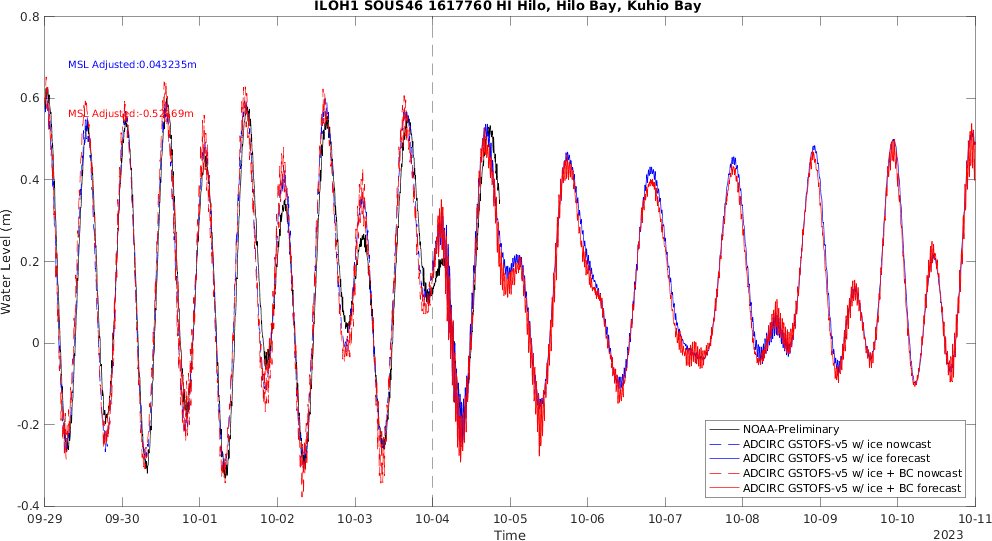 ILOH1 SOUS46 1617760 HI Hilo, Hilo Bay, Kuhio Bay
MSL Adjusted:0.043235m
Water Level (m)
0.8
0.6
0.4
0.2
0
-0.2
-0.4
09-29
09-30
10-01
10-02
10-03
10-04
10-05
10-06
10-07
10-08
10-09
10-10
10-11
2023
Time
NOAA-Preliminary
ADCIRC GSTOFS-v5 w/ ice nowcast
ADCIRC GSTOFS-v5 w/ ice forecast
ADCIRC GSTOFS-v5 w/ ice + BC nowcast
ADCIRC GSTOFS-v5 w/ ice + BC forecast
MSL